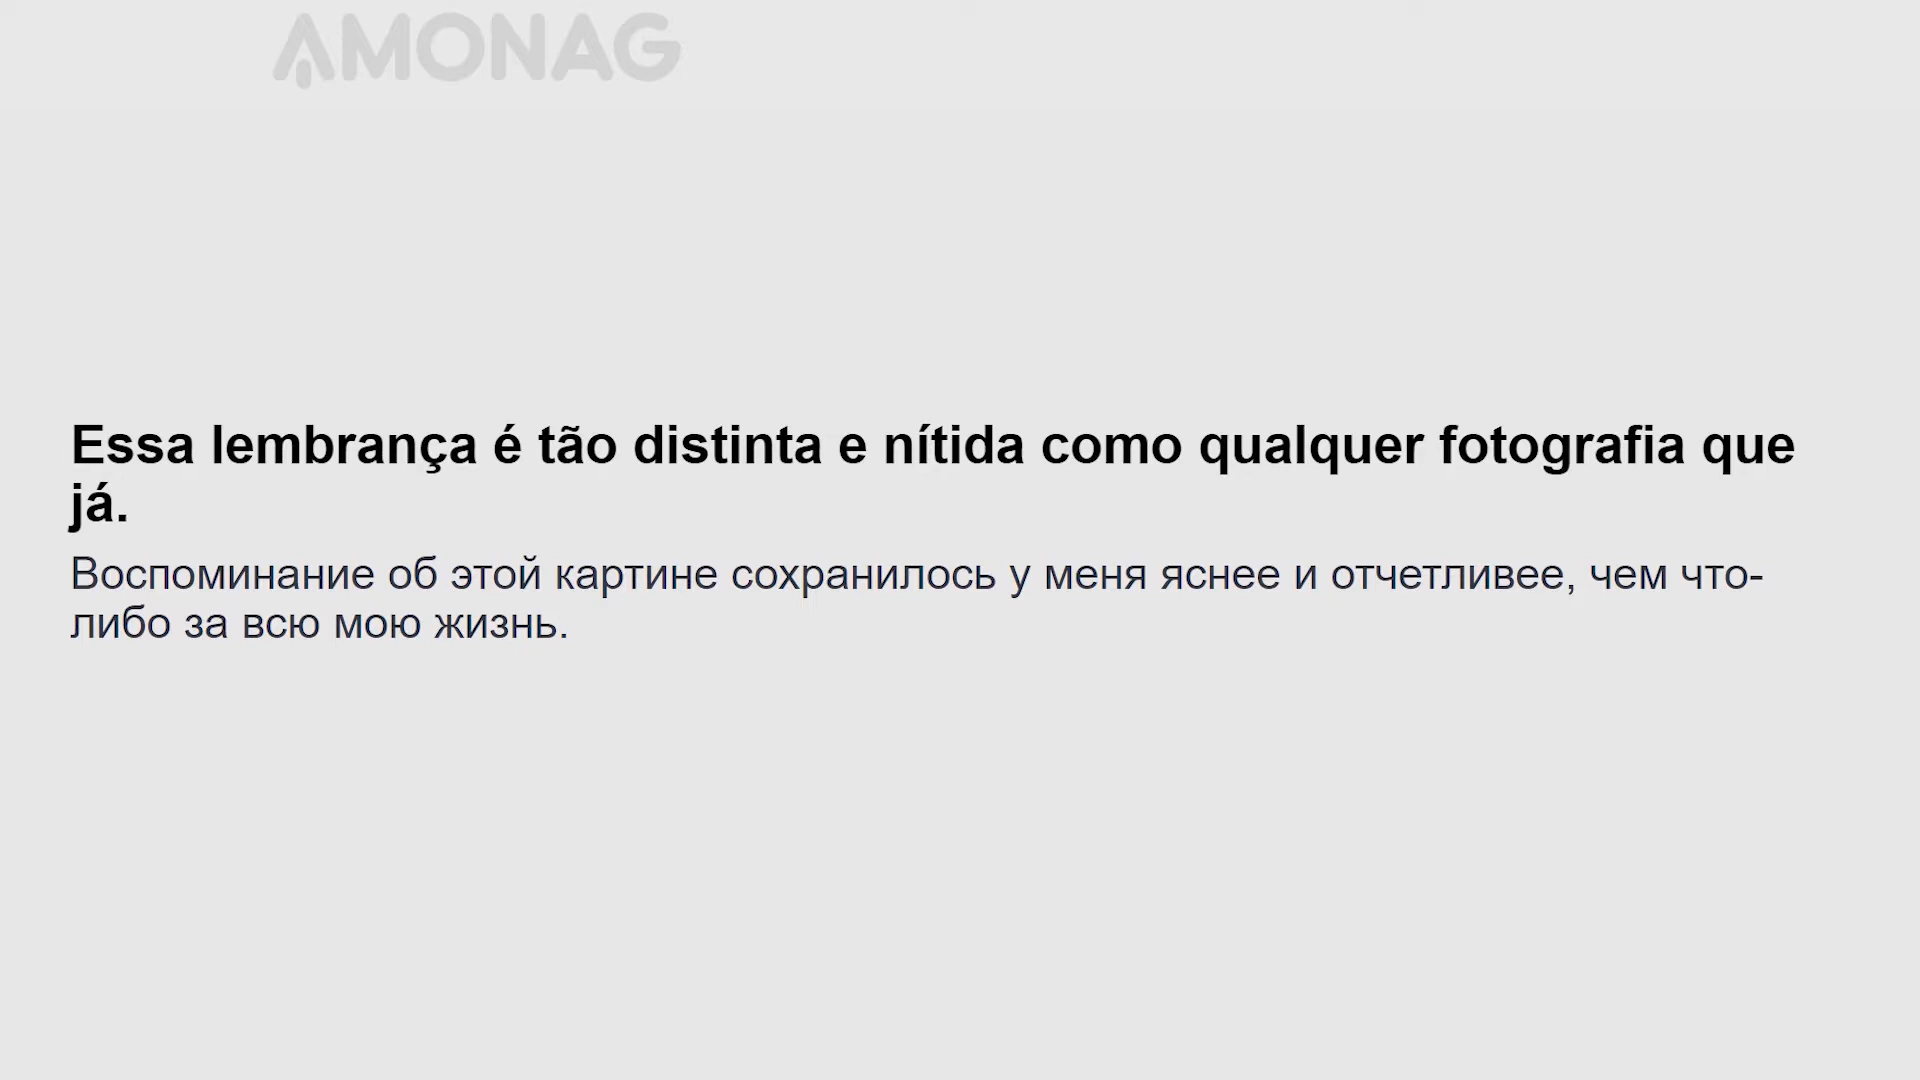 AMONAG
Essa lembrança é tão distinta e nítida como qualquer fotografia que
já.
Воспоминание об этой картине сохранилось у меня яснее и отчетливее, чем что-
либо за всю мою жизнь.